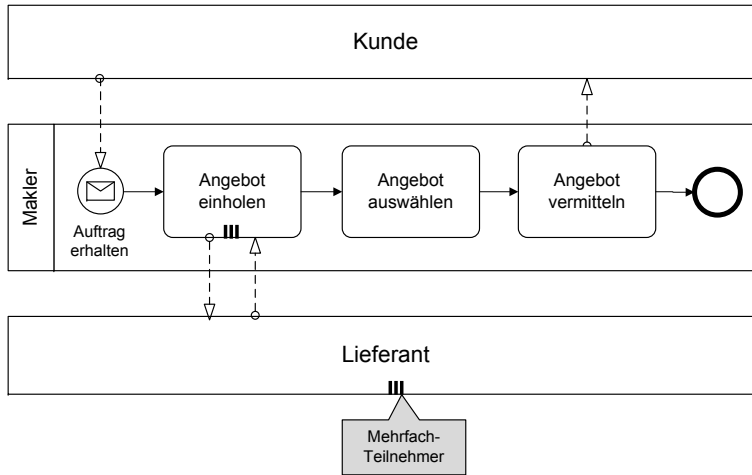 Kunde
Makler
Auftrag
erhalten
Angebot
einholen
Angebot
auswählen
Angebot
vermitteln
Lieferant
Mehrfach-
Teilnehmer